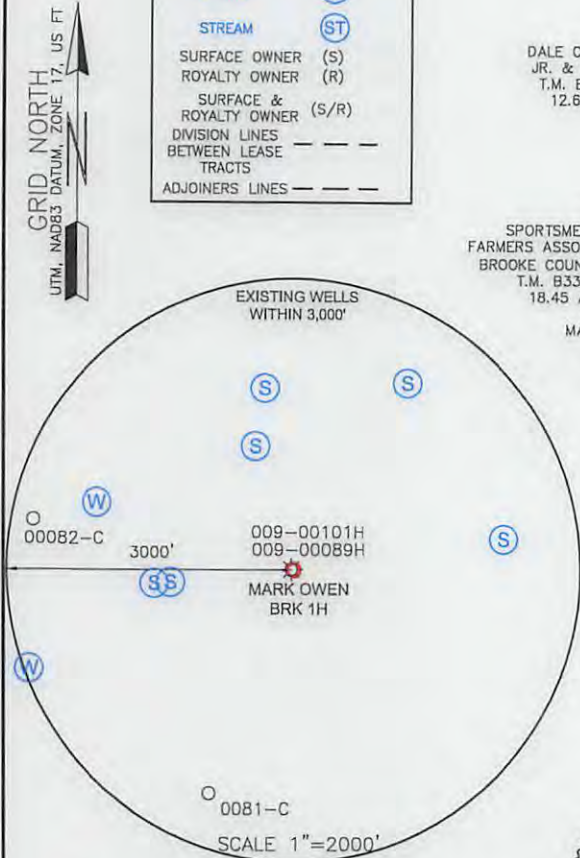 STREAM ST
SURFACE OWNER (S)
ROYALTY OWNER (R)
SURFACE &
ROYALTY OWNER (S/R)
DIVISION LINES
BETWEEN LEASE
TRACTS
ADJOINERS LINES
GRID NORTH
UTM, NAD83 DATUM, ZONE 17, US FT
N
JR. &
12.6
SPORTSME
FARMERS ASSO
BROOKE COUN
T.M. B33
18.45
MA
EXISTING WELLS
WITHIN 3,000'
S
S
S
W
00082-C
009-00101H
009-00089H
S
3000'
S S
MARK OWEN
BRK 1H
W
0081-C
SCALE 1"=2000'
DALE
T.M.